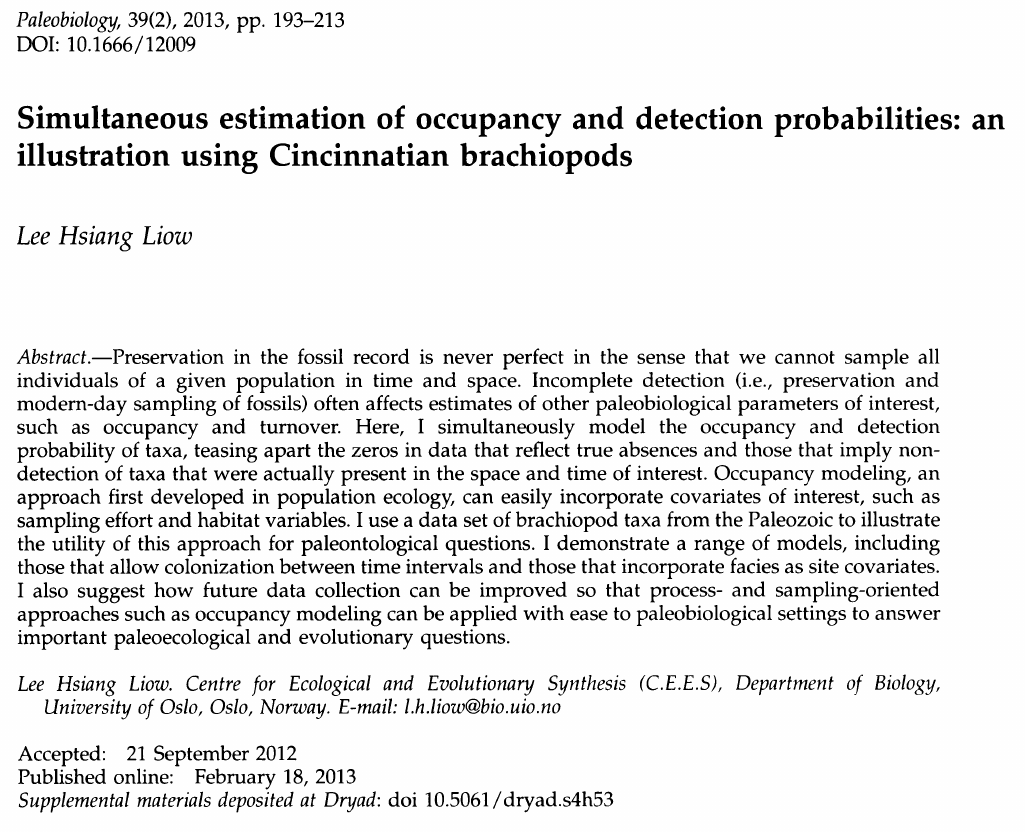 Paleobiology, 39(2), 2013, pp. 193–213
DOI: 10.1666/12009
Simultaneous estimation of occupancy and detection probabilities: an
illustration using Cincinnatian brachiopods
Lee Hsiang Liow
Abstract.—Preservation in the fossil record is never perfect in the sense that we cannot sample all
individuals of a given population in time and space. Incomplete detection (i.e., preservation and
modern-day sampling of fossils) often affects estimates of other paleobiological parameters of interest,
such as occupancy and turnover. Here, I simultaneously model the occupancy and detection
probability of taxa, teasing apart the zeros in data that reflect true absences and those that imply non-
detection of taxa that were actually present in the space and time of interest. Occupancy modeling, an
approach first developed in population ecology, can easily incorporate covariates of interest, such as
sampling effort and habitat variables. I use a data set of brachiopod taxa from the Paleozoic to illustrate
the utility of this approach for paleontological questions. I demonstrate a range of models, including
those that allow colonization between time intervals and those that incorporate facies as site covariates.
I also suggest how future data collection can be improved so that process- and sampling-oriented
approaches such as occupancy modeling can be applied with ease to paleobiological settings to answer
important paleoecological and evolutionary questions.
Lee Hsiang Liow. Centre for Ecological and Evolutionary Synthesis (C.E.E.S), Department of Biology,
University of Oslo, Oslo, Norway. E-mail: l.h.liow@bio.uio.no
Accepted: 21 September 2012
Published online: February 18, 2013
Supplemental materials deposited at Dryad: doi 10.5061/dryad.s4h53